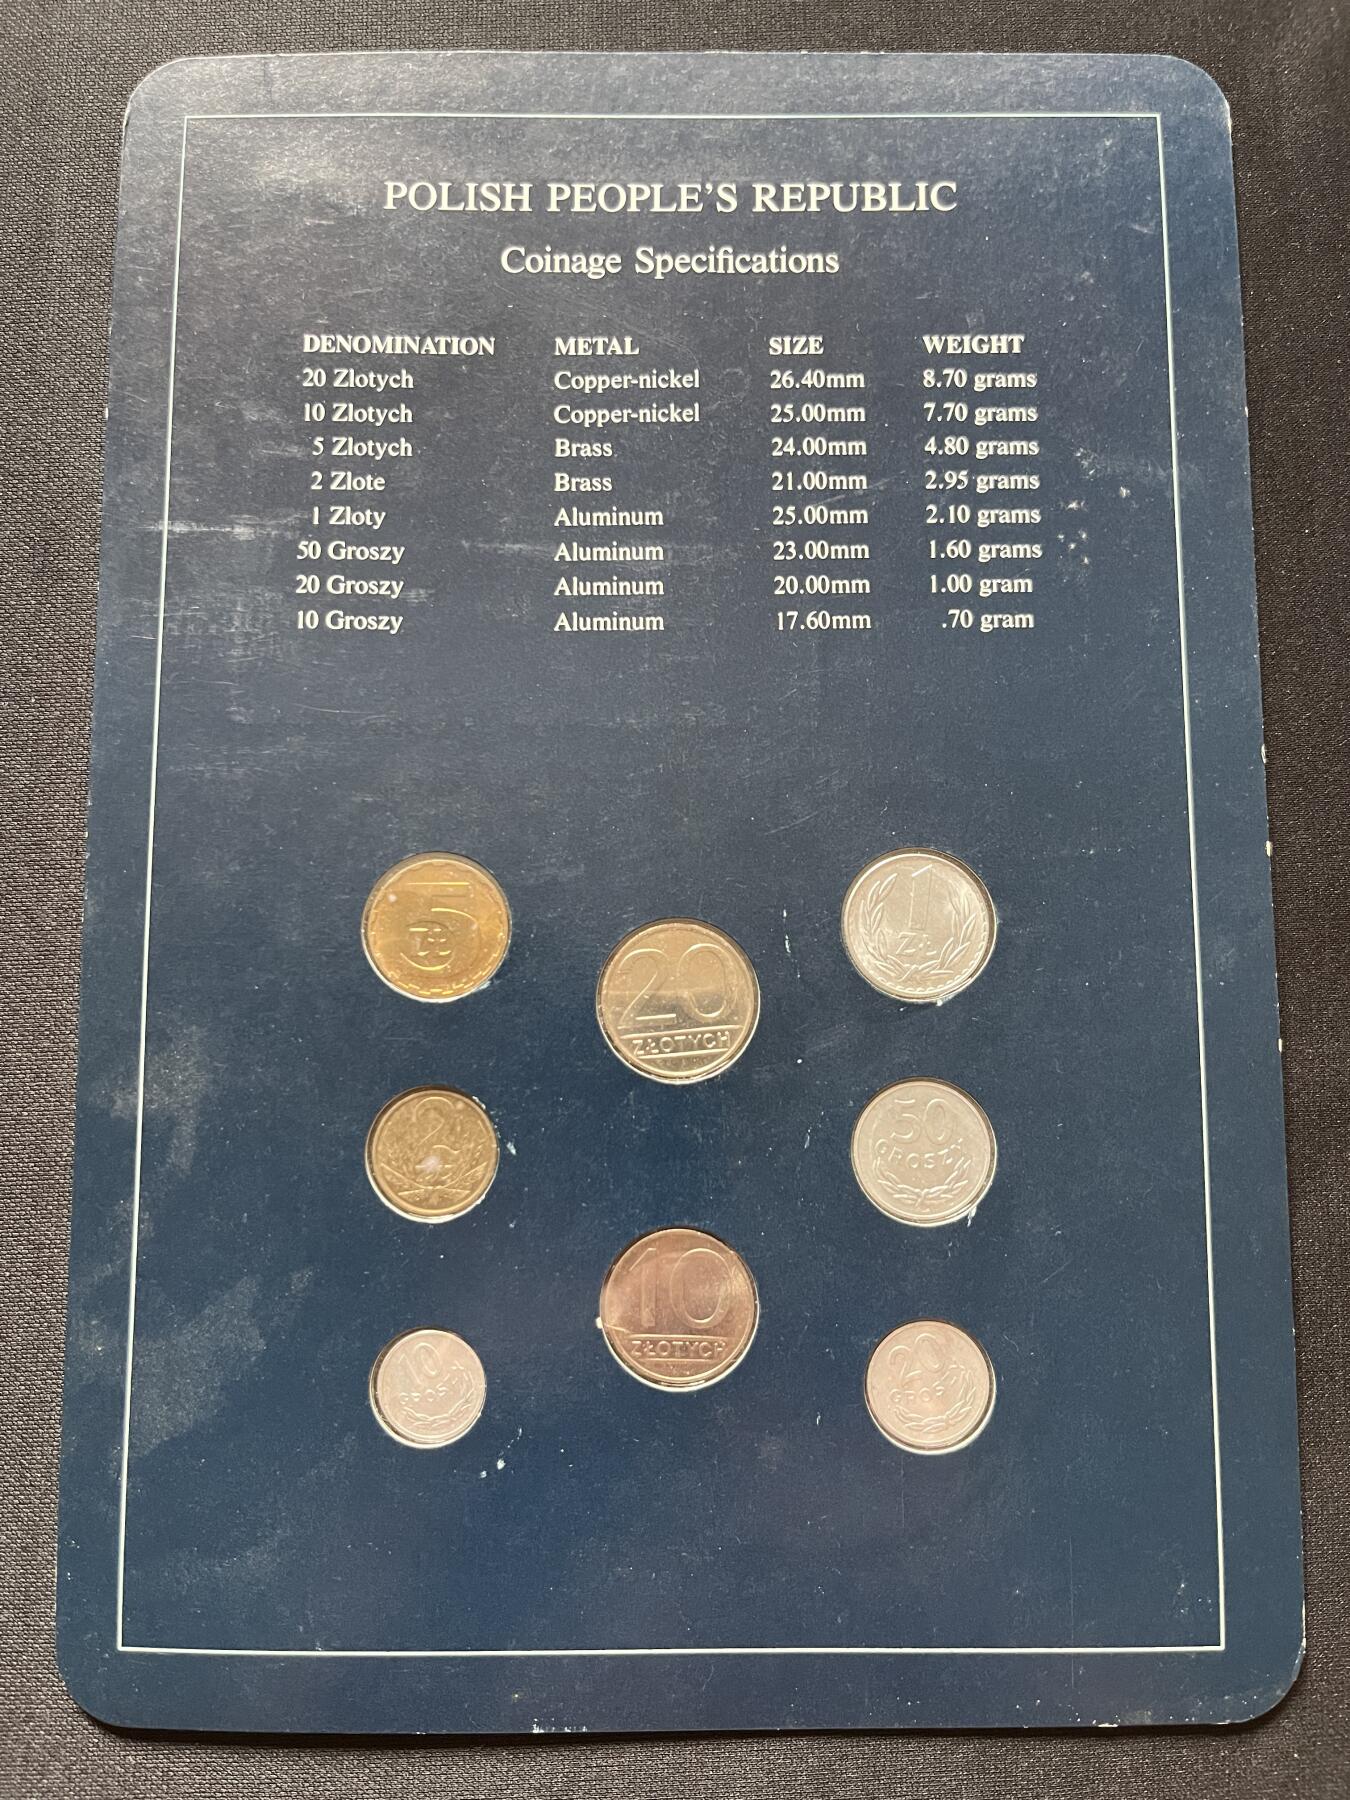 POLISH PEOPLE'S REPUBLIC
Coinage Specifications
DENOMINATION METAL SIZE WEIGHT
20 Zlotych Copper-nickel 26.40mm 8.70 grams
10 Zlotych Copper-nickel 25.00mm 7.70 grams
5 Zlotych Brass 24.00mm 4.80 grams
2 Zlote Brass 21.00mm 2.95 grams
1 Zloty Aluminum 25.00mm 2.10 grams
50 Groszy Aluminum 23.00mm 1.60 grams
20 Groszy Aluminum 20.00mm 1.00 gram
10 Groszy Aluminum 17.60mm .70 gram
5
ZŁ
20
ZŁOTYCH
1
ZŁ
2
ZŁ
50
GROSZY
10
ZŁOTYCH
10
GROSZY
20
GROSZY